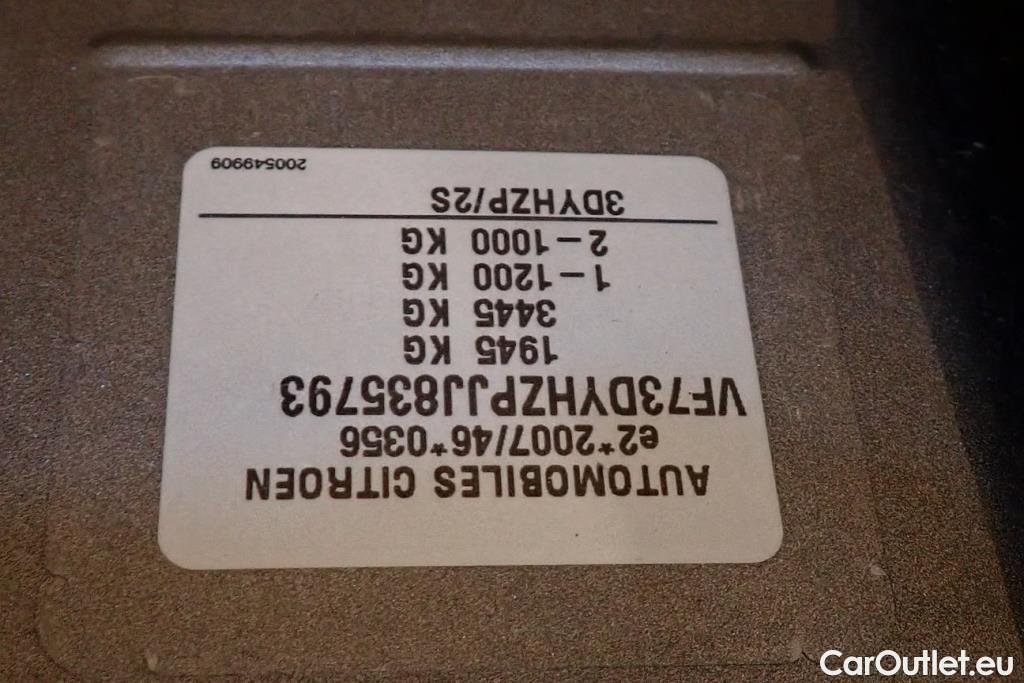 AUTOMOBILES CITROEN
e2*2007/46*0356
VF73DYHZPJJ835793
1945 KG
3445 KG
1-1200 KG
2-1000 KG
3DYHZP/2S
200549909
CarOutlet.eu